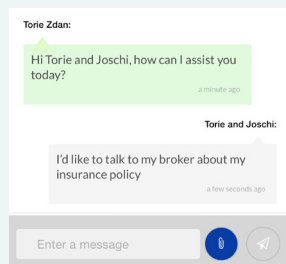 Torie Zdan:
Hi Torie and Joschi, how can I assist you
today?
a minute ago
Torie and Joschi:
I'd like to talk to my broker about my
insurance policy
a few seconds ago
Enter a message